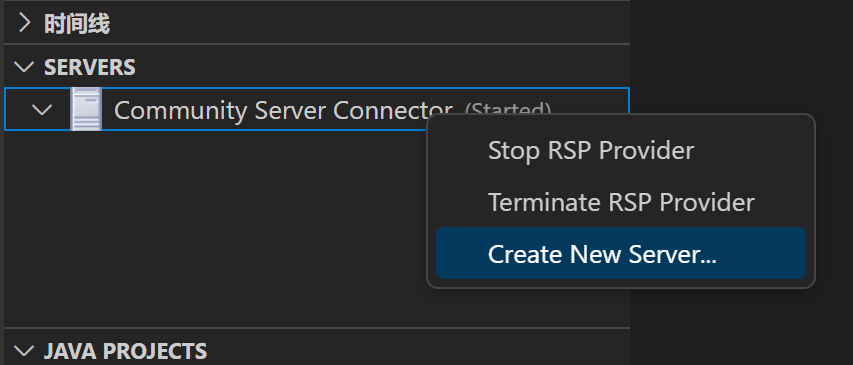 时间线
SERVERS
Community Server Connector (Started)
Stop RSP Provider
Terminate RSP Provider
Create New Server...
JAVA PROJECTS